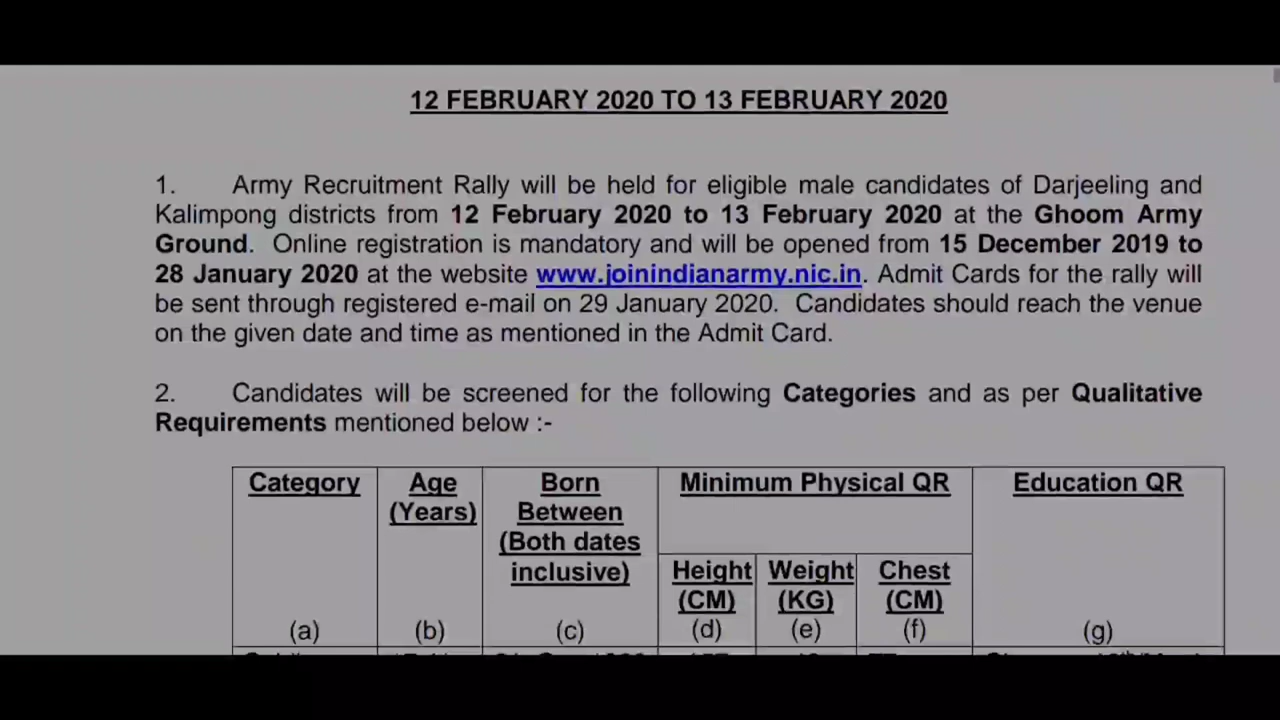 12 FEBRUARY 2020 TO 13 FEBRUARY 2020
1. Army Recruitment Rally will be held for eligible male candidates of Darjeeling and
Kalimpong districts from 12 February 2020 to 13 February 2020 at the Ghoom Army
Ground. Online registration is mandatory and will be opened from 15 December 2019 to
28 January 2020 at the website www.joinindianarmy.nic.in. Admit Cards for the rally will
be sent through registered e-mail on 29 January 2020. Candidates should reach the venue
on the given date and time as mentioned in the Admit Card.
2. Candidates will be screened for the following Categories and as per Qualitative
Requirements mentioned below :-
Category Age Born Minimum Physical QR Education QR
(Years) Between
(Both dates
inclusive) Height Weight Chest
(CM) (KG) (CM)
(a) (b) (c) (d) (e) (f) (g)